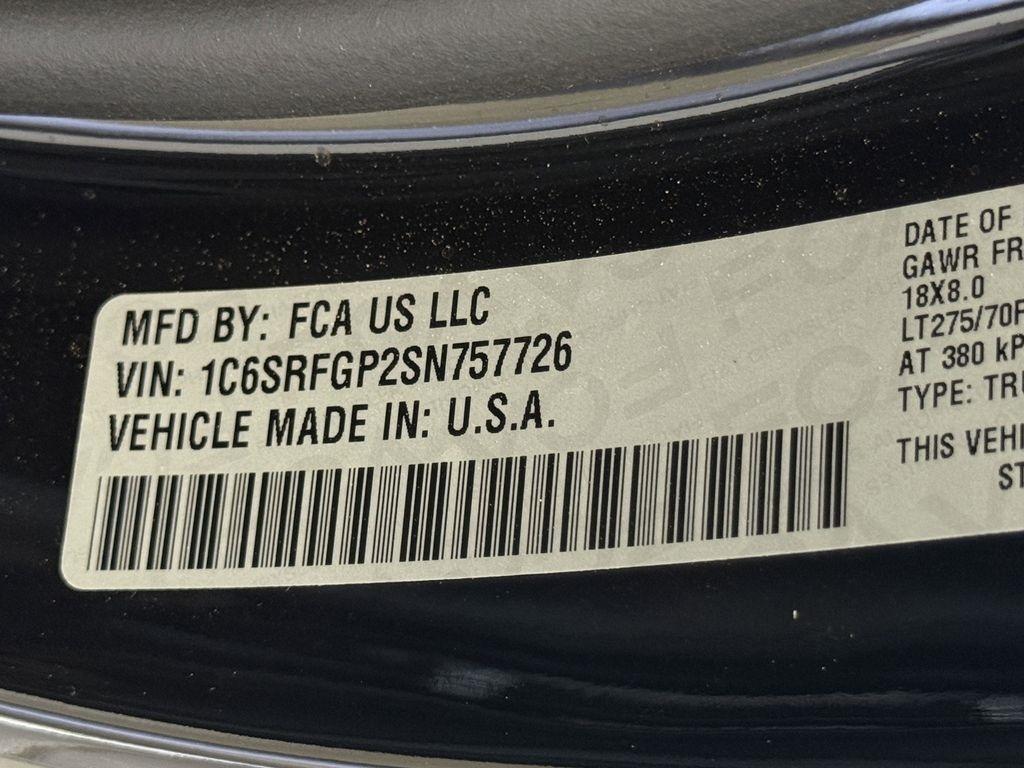 MFD BY: FCA US LLC
VIN: 1C6SRFGP2SN757726
VEHICLE MADE IN: U.S.A.
DATE OF
GAWR FR
18X8.0
LT275/70R
AT 380 kP
TYPE: TR
THIS VEHI
ST